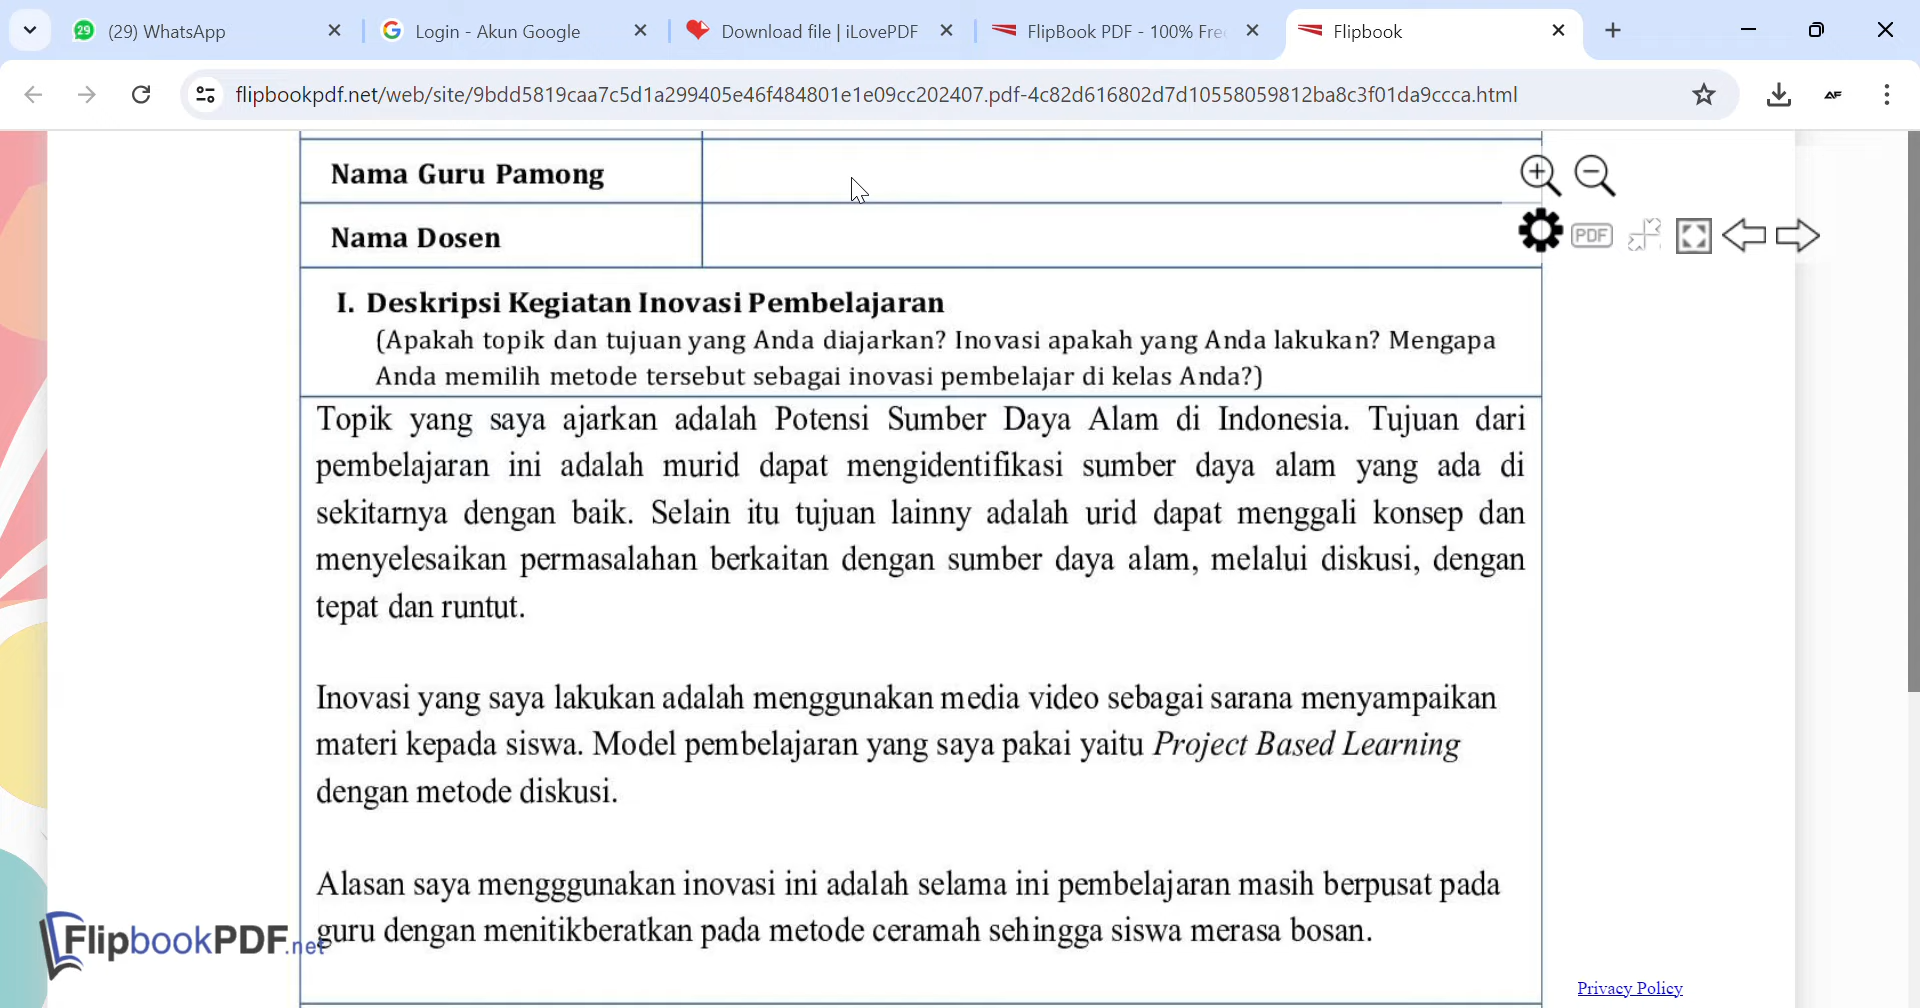 (29) WhatsApp
Login - Akun Google
Download file | iLovePDF
FlipBook PDF - 100% Fre
Flipbook
flipbookpdf.net/web/site/9bdd5819caa7c5d1a299405e46f484801e1e09cc202407.pdf-4c82d616802d7d10558059812ba8c3f01da9ccca.html
Nama Guru Pamong
Nama Dosen
PDF
I. Deskripsi Kegiatan Inovasi Pembelajaran
(Apakah topik dan tujuan yang Anda diajarkan? Inovasi apakah yang Anda lakukan? Mengapa
Anda memilih metode tersebut sebagai inovasi pembelajar di kelas Anda?)
Topik yang saya ajarkan adalah Potensi Sumber Daya Alam di Indonesia. Tujuan dari
pembelajaran ini adalah murid dapat mengidentifikasi sumber daya alam yang ada di
sekitarnya dengan baik. Selain itu tujuan lainny adalah urid dapat menggali konsep dan
menyelesaikan permasalahan berkaitan dengan sumber daya alam, melalui diskusi, dengan
tepat dan runtut.
Inovasi yang saya lakukan adalah menggunakan media video sebagai sarana menyampaikan
materi kepada siswa. Model pembelajaran yang saya pakai yaitu Project Based Learning
dengan metode diskusi.
Alasan saya mengggunakan inovasi ini adalah selama ini pembelajaran masih berpusat pada
guru dengan menitikberatkan pada metode ceramah sehingga siswa merasa bosan.
FlipbookPDF.net
Privacy Policy